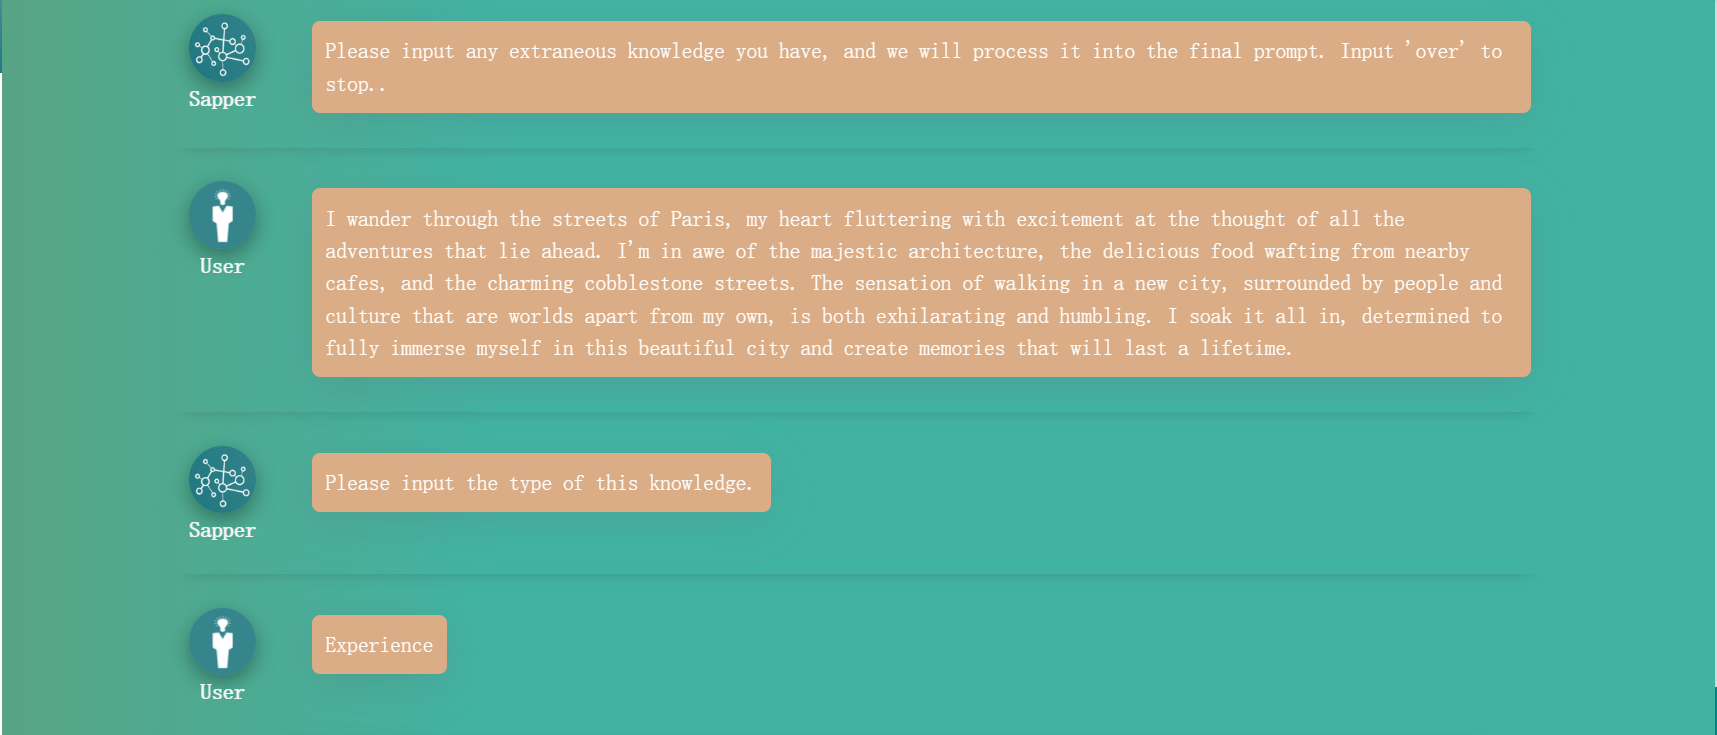 Please input any extraneous knowledge you have, and we will process it into the final prompt. Input 'over' to
stop..
Sapper
I wander through the streets of Paris, my heart fluttering with excitement at the thought of all the
adventures that lie ahead. I'm in awe of the majestic architecture, the delicious food wafting from nearby
cafes, and the charming cobblestone streets. The sensation of walking in a new city, surrounded by people and
culture that are worlds apart from my own, is both exhilarating and humbling. I soak it all in, determined to
fully immerse myself in this beautiful city and create memories that will last a lifetime.
User
Please input the type of this knowledge.
Sapper
Experience
User